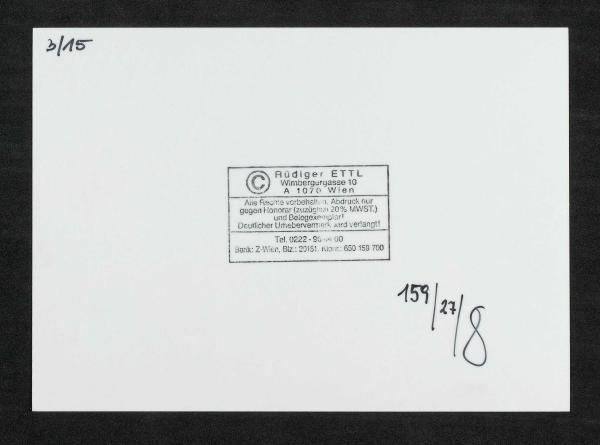 3/15
© Rüdiger ETTL
Wimbergergasse 10
A 1070 Wien
Alle Rechte vorbehalten. Abdruck nur
gegen Honorar (zuzüglich 20% MWST.)
und Belegexemplar!
Deutlicher Urhebervermerk wird verlangt!
Tel. 0222 -
Bank: Z-Wien, Blz.: 20151, Konto: 650 159 700
159/27/8